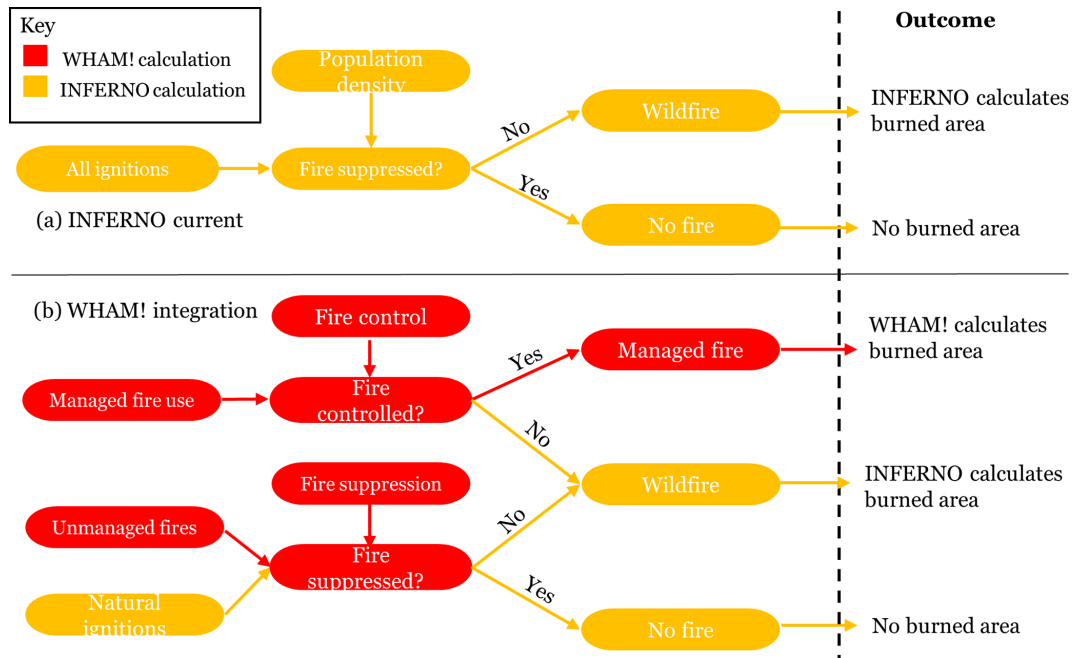 Key
WHAM! calculation
INFERNO calculation
Outcome
Population
density
No
Wildfire
INFERNO calculates
burned area
All ignitions
Fire suppressed?
Yes
No fire
No burned area
(a) INFERNO current
(b) WHAM! integration
Fire control
Yes
Managed fire
WHAM! calculates
burned area
Managed fire use
Fire
controlled?
No
Fire suppression
Wildfire
INFERNO calculates
burned area
No
Unmanaged fires
Fire
suppressed?
Yes
Natural
ignitions
No fire
No burned area